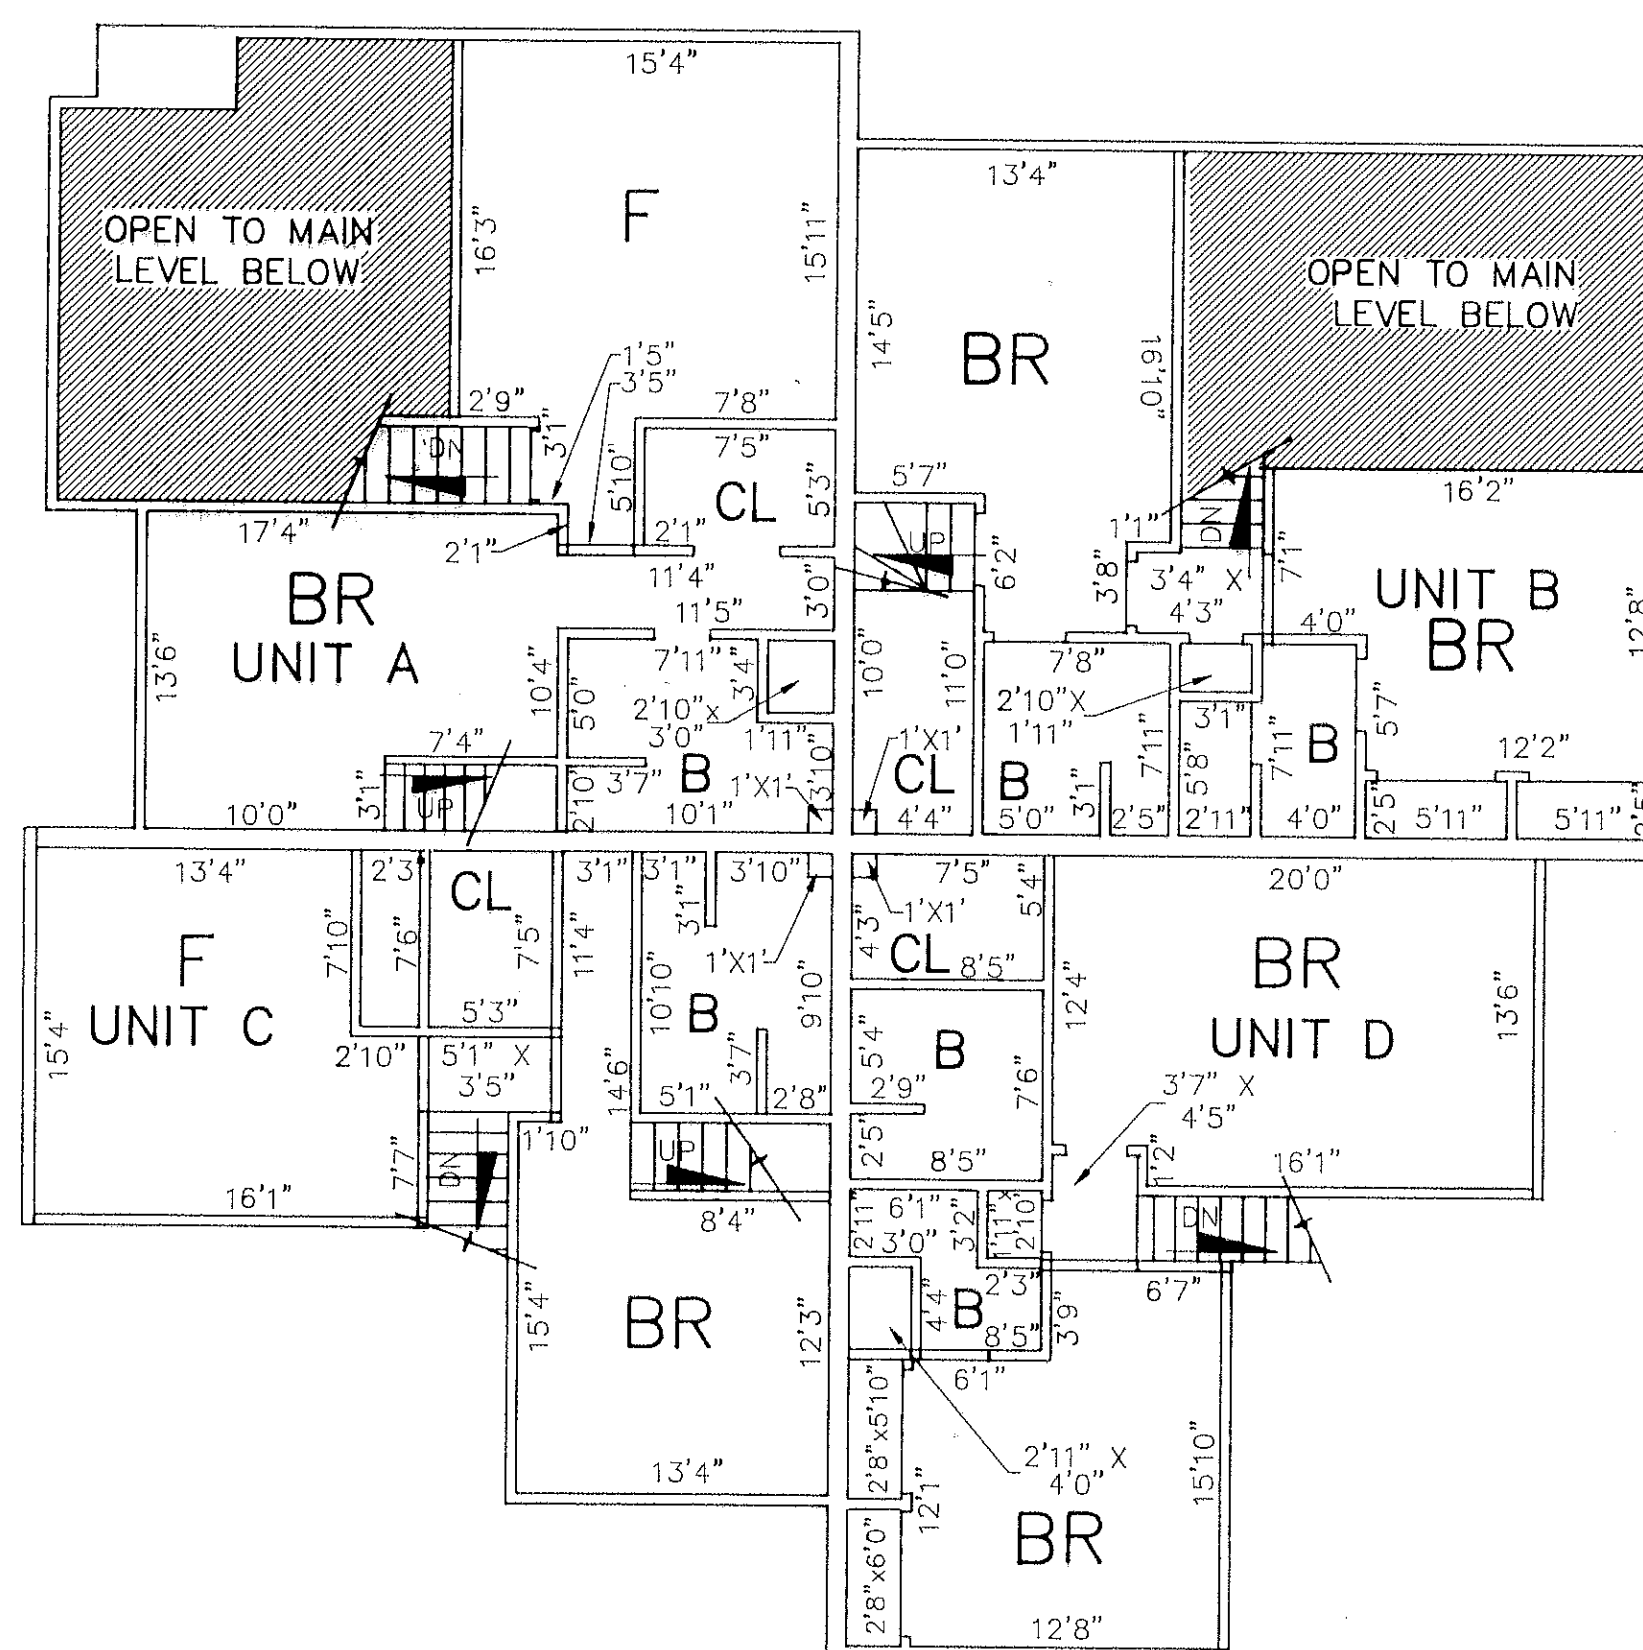 15'4"
OPEN TO MAIN
LEVEL BELOW
16'3"
F
15'11"
1'5"
3'5"
2'9"
3'1"
DN
7'8"
7'5"
5'10"
CL
5'3"
2'1"
17'4"
2'1"
11'4"
11'5"
3'0"
BR
UNIT A
13'6"
10'4"
7'11"
3'4"
5'0"
2'10"x
3'0"
1'11"
7'4"
3'7"
B
1'X1'
3'10"
3'1"
UP
2'10"
10'0"
10'1"
13'4"
14'5"
BR
16'10"
OPEN TO MAIN
LEVEL BELOW
5'7"
UP
6'2"
1'1"
DN
16'2"
7'1"
3'8"
3'4" X
4'3"
UNIT B
BR
12'8"
4'0"
10'0"
11'0"
7'8"
2'10"X
1'11"
3'1"
5'7"
1'X1'
CL
B
7'11"
5'8"
7'11"
B
12'2"
3'1"
4'4"
5'0"
2'5"
2'11"
4'0"
2'5"
5'11"
5'11"
2'5"
13'4"
2'3"
CL
7'10"
7'6"
7'5"
F
UNIT C
15'4"
5'3"
2'10"
5'1" X
3'5"
3'1"
11'4"
14'6"
3'1"
3'10"
3'1"
1'X1'
10'10"
B
9'10"
3'7"
5'1"
2'8"
1'10"
7'7"
DN
16'1"
UP
8'4"
15'4"
BR
12'3"
13'4"
7'5"
5'4"
1'X1'
4'3"
CL
8'5"
20'0"
BR
UNIT D
12'4"
13'6"
5'4"
B
7'6"
2'9"
2'5"
8'5"
3'7" X
4'5"
1'2"
16'1"
DN
6'7"
2'11"
6'1"
3'0"
3'2"
1'11"x
2'10"
2'3"
4'4"
B
8'5"
3'9"
6'1"
2'8"x5'10"
2'11" X
4'0"
12'1"
15'10"
BR
2'8"x6'0"
12'8"